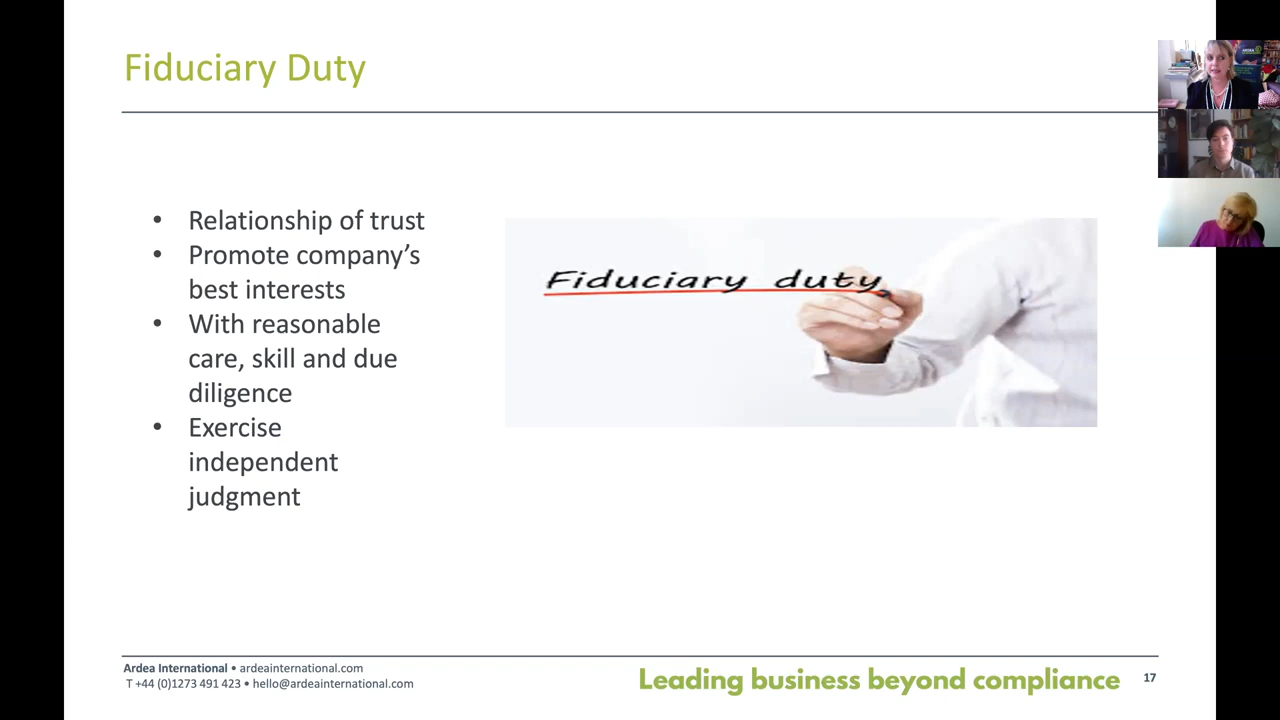 Fiduciary Duty
• Relationship of trust
• Promote company’s
best interests
• With reasonable
care, skill and due
diligence
• Exercise
independent
judgment
Fiduciary duty
Ardea International • ardeainternational.com
T +44 (0)1273 491 423 • hello@ardeainternational.com
Leading business beyond compliance
17
ARDEA